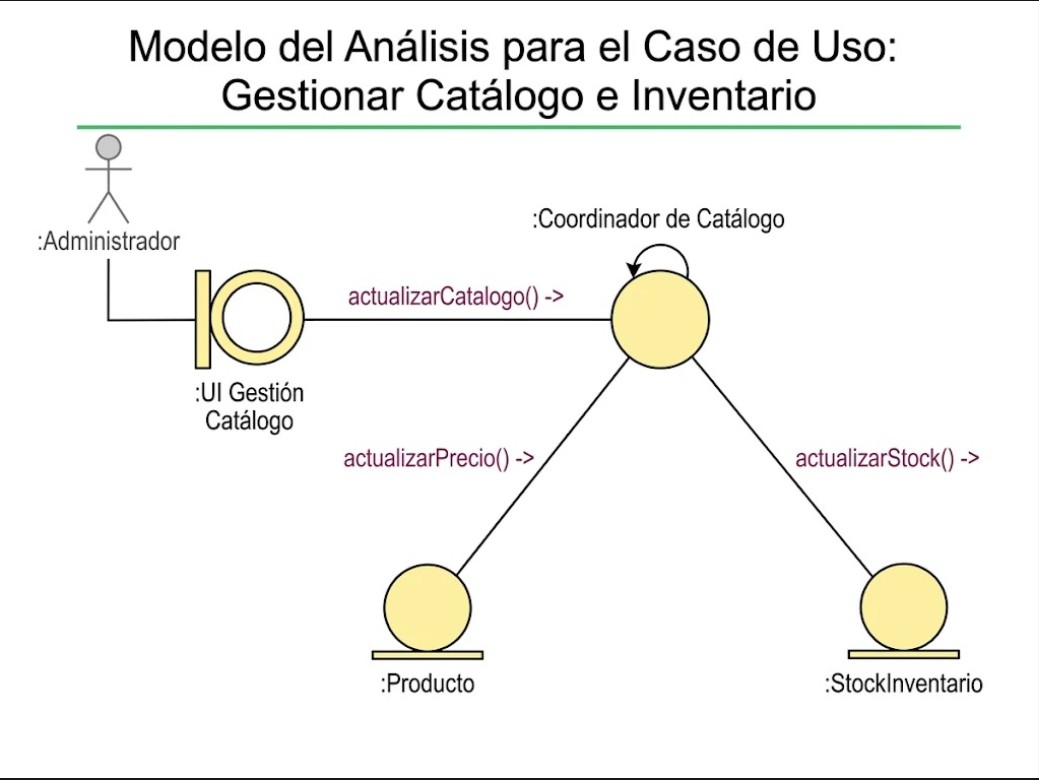 Modelo del Análisis para el Caso de Uso:
Gestionar Catálogo e Inventario
:Administrador
:Coordinador de Catálogo
actualizarCatalogo() ->
:UI Gestión
Catálogo
actualizarPrecio() ->
actualizarStock() ->
:Producto
:StockInventario